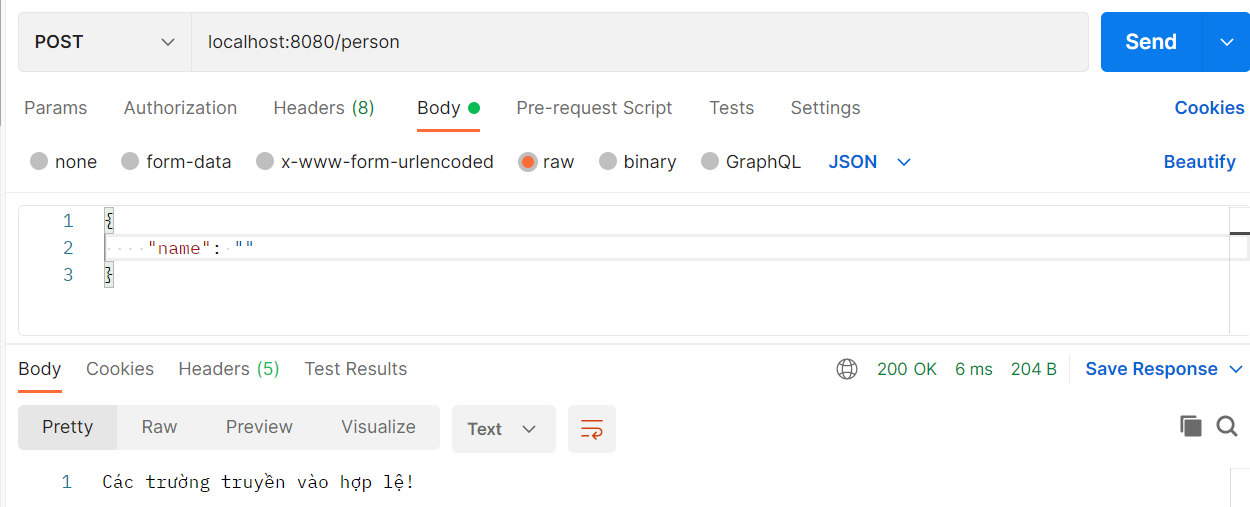 POST localhost:8080/person Send
Params Authorization Headers (8) Body Pre-request Script Tests Settings Cookies
none form-data x-www-form-urlencoded raw binary GraphQL JSON Beautify
1 {
2 "name": ""
3 }
Body Cookies Headers (5) Test Results 200 OK 6 ms 204 B Save Response
Pretty Raw Preview Visualize Text
1 Các trường truyền vào hợp lệ!